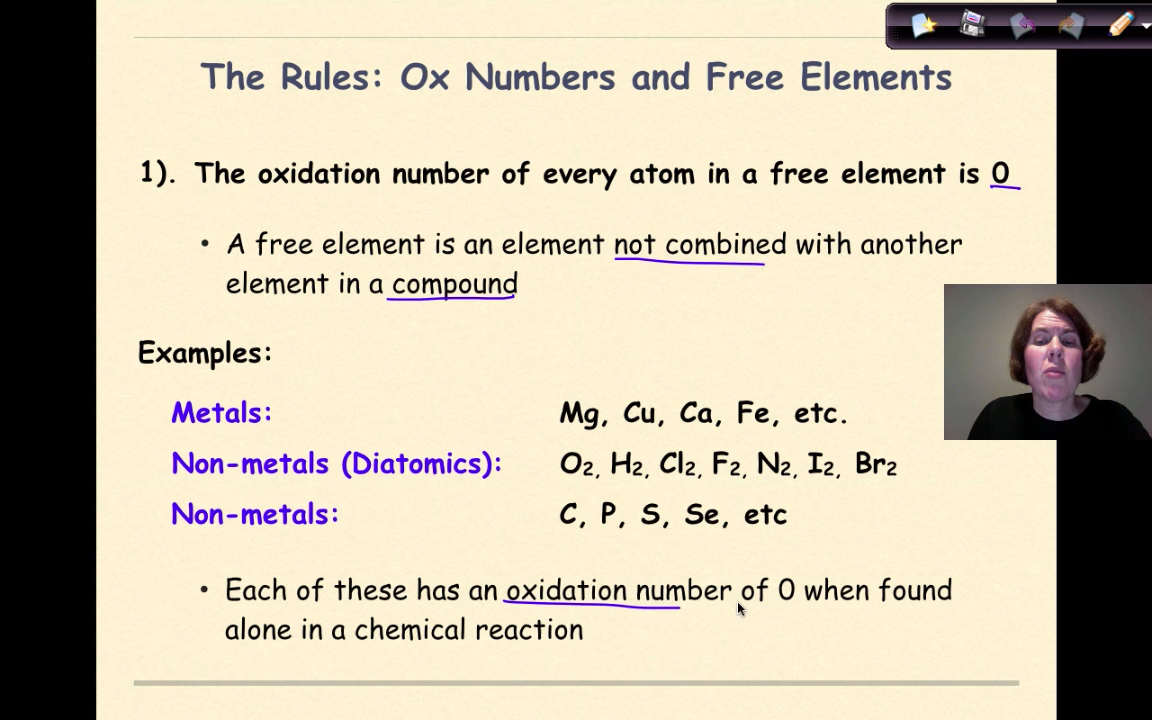 The Rules: Ox Numbers and Free Elements
1). The oxidation number of every atom in a free element is 0
• A free element is an element not combined with another
element in a compound
Examples:
Metals: Mg, Cu, Ca, Fe, etc.
Non-metals (Diatomics): O₂, H₂, Cl₂, F₂, N₂, I₂, Br₂
Non-metals: C, P, S, Se, etc
• Each of these has an oxidation number of 0 when found
alone in a chemical reaction